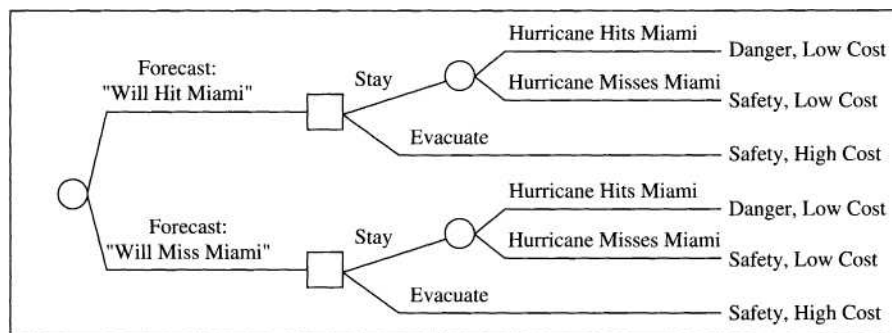 Hurricane Hits Miami
Danger, Low Cost
Forecast:
"Will Hit Miami"
Stay
Hurricane Misses Miami
Safety, Low Cost
Evacuate
Safety, High Cost
Hurricane Hits Miami
Danger, Low Cost
Forecast:
"Will Miss Miami"
Stay
Hurricane Misses Miami
Safety, Low Cost
Evacuate
Safety, High Cost